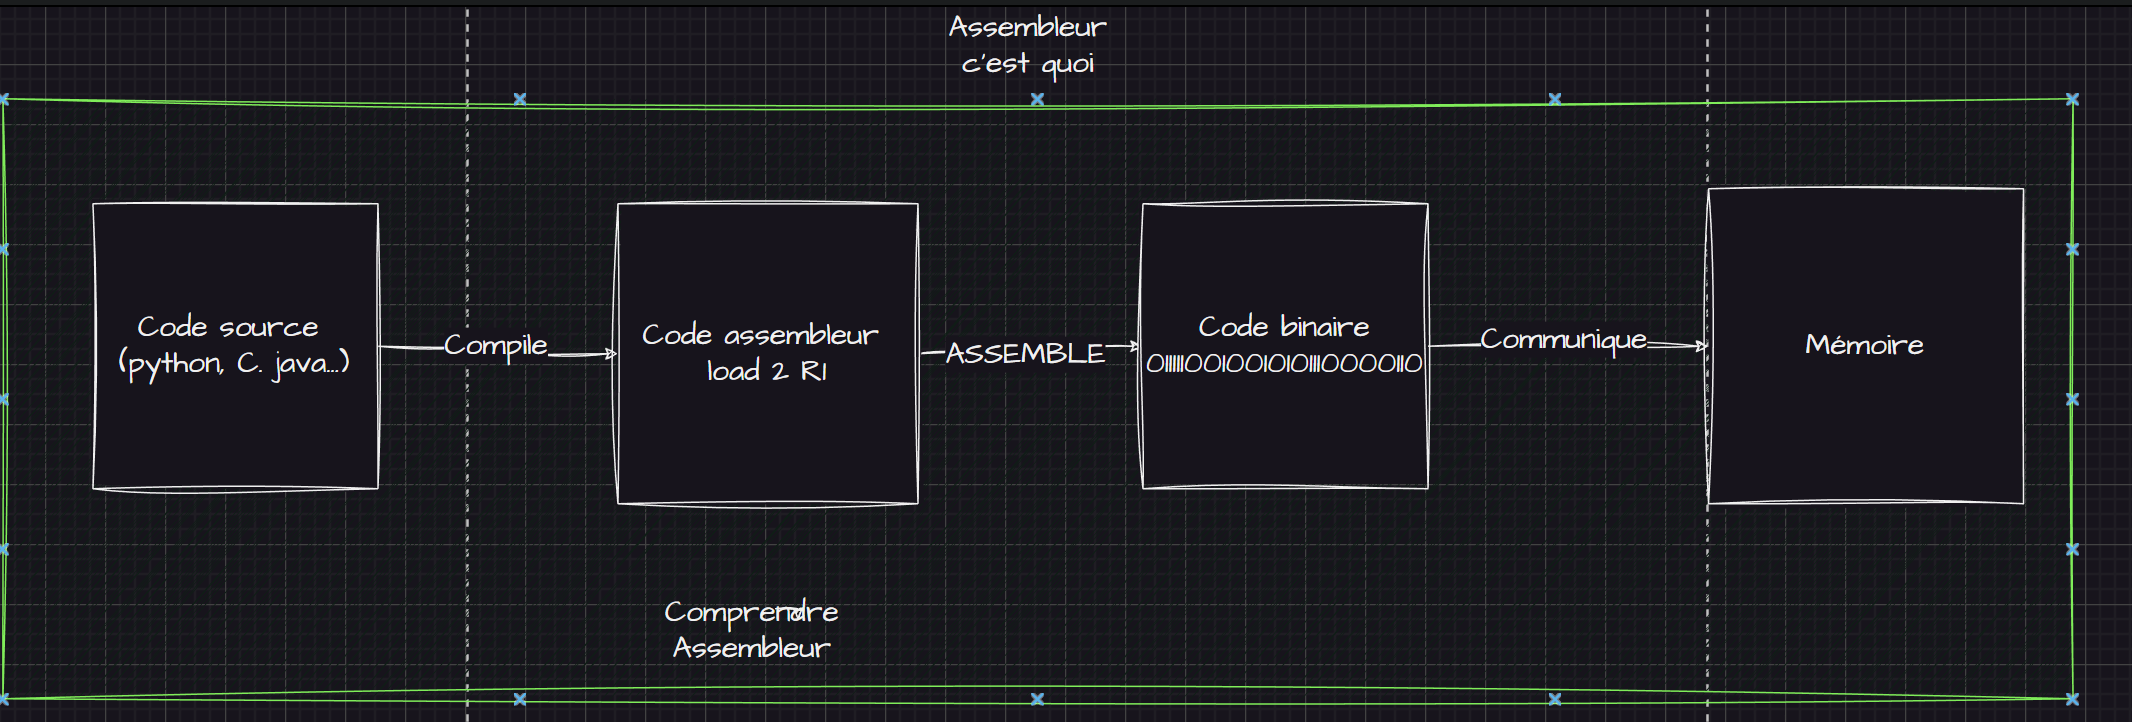 Assembleur
c'est quoi
Code source
(python, C. java...)
Compile
Code assembleur
load 2 R1
ASSEMBLE
Code binaire
0111110010010101110000110
Communique
Mémoire
Comprendre
Assembleur